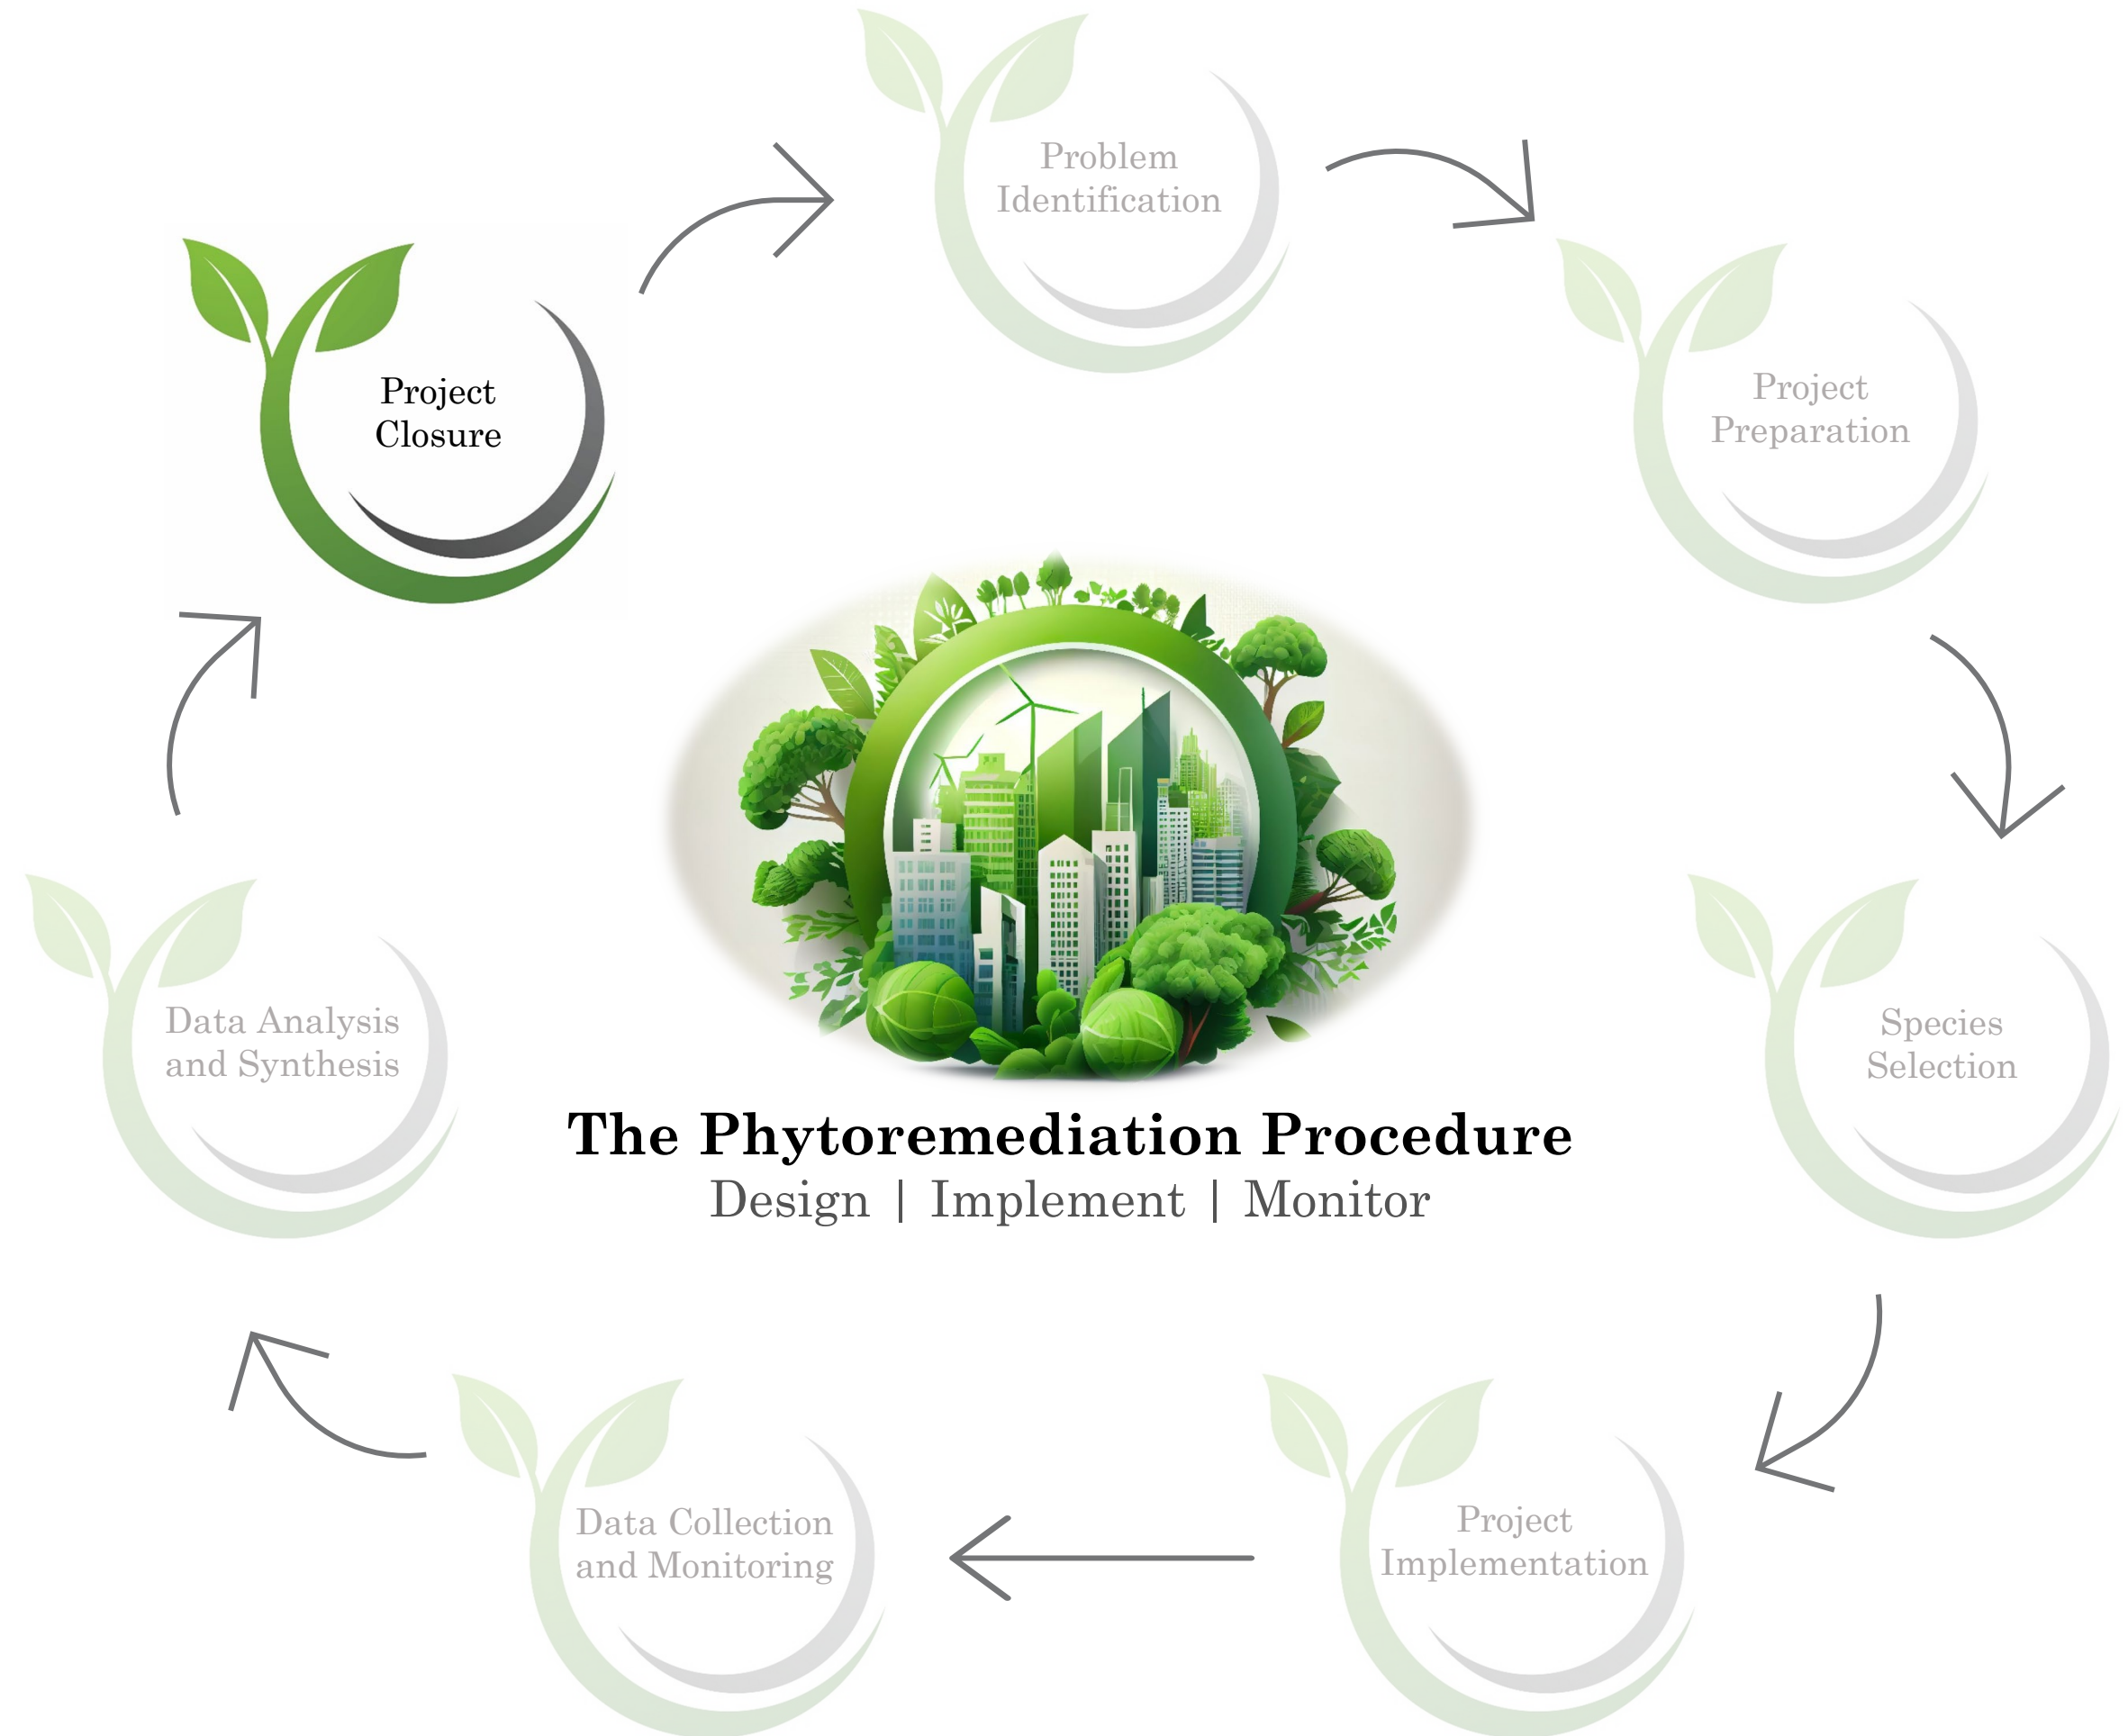 Problem
Identification
Project
Preparation
Species
Selection
Project
Implementation
Data Collection
and Monitoring
Data Analysis
and Synthesis
Project
Closure
The Phytoremediation Procedure
Design | Implement | Monitor